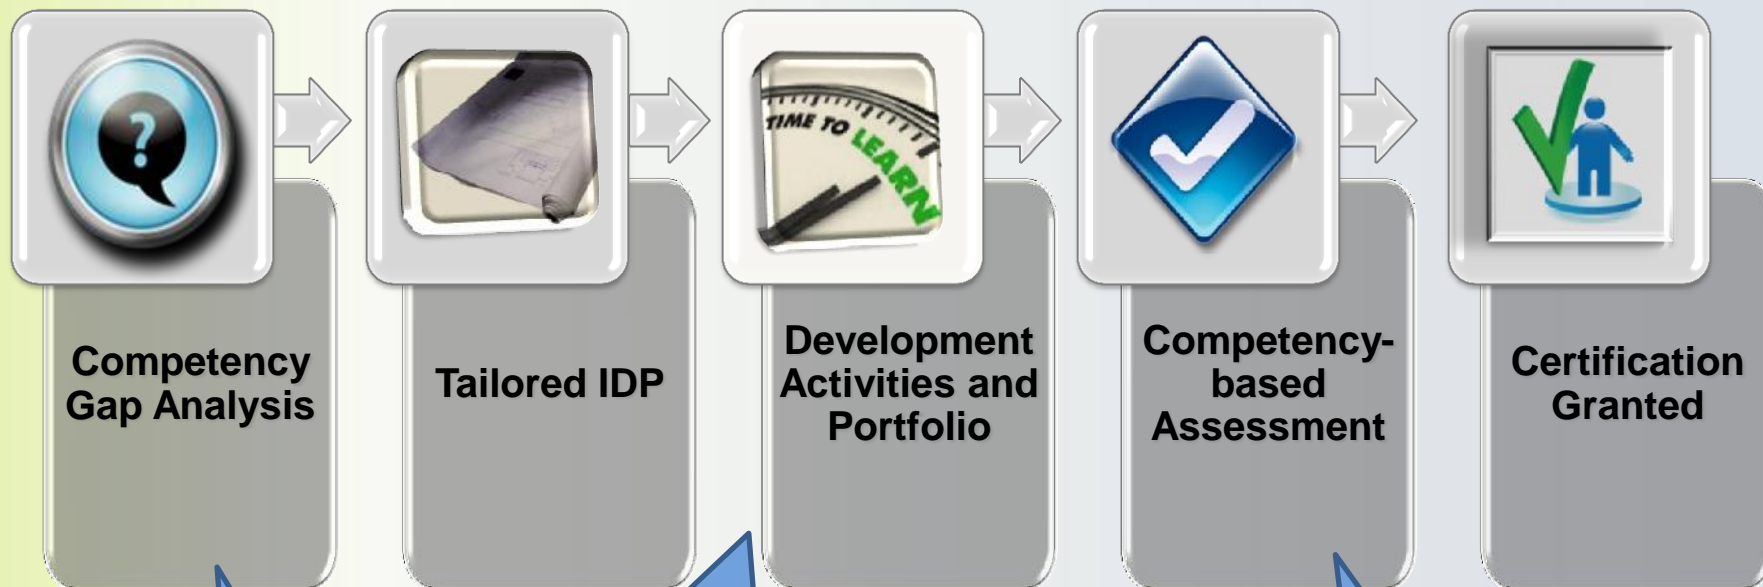 ?
TIME TO LEARN
Competency
Gap Analysis
Tailored IDP
Development
Activities and
Portfolio
Competency-
based
Assessment
Certification
Granted